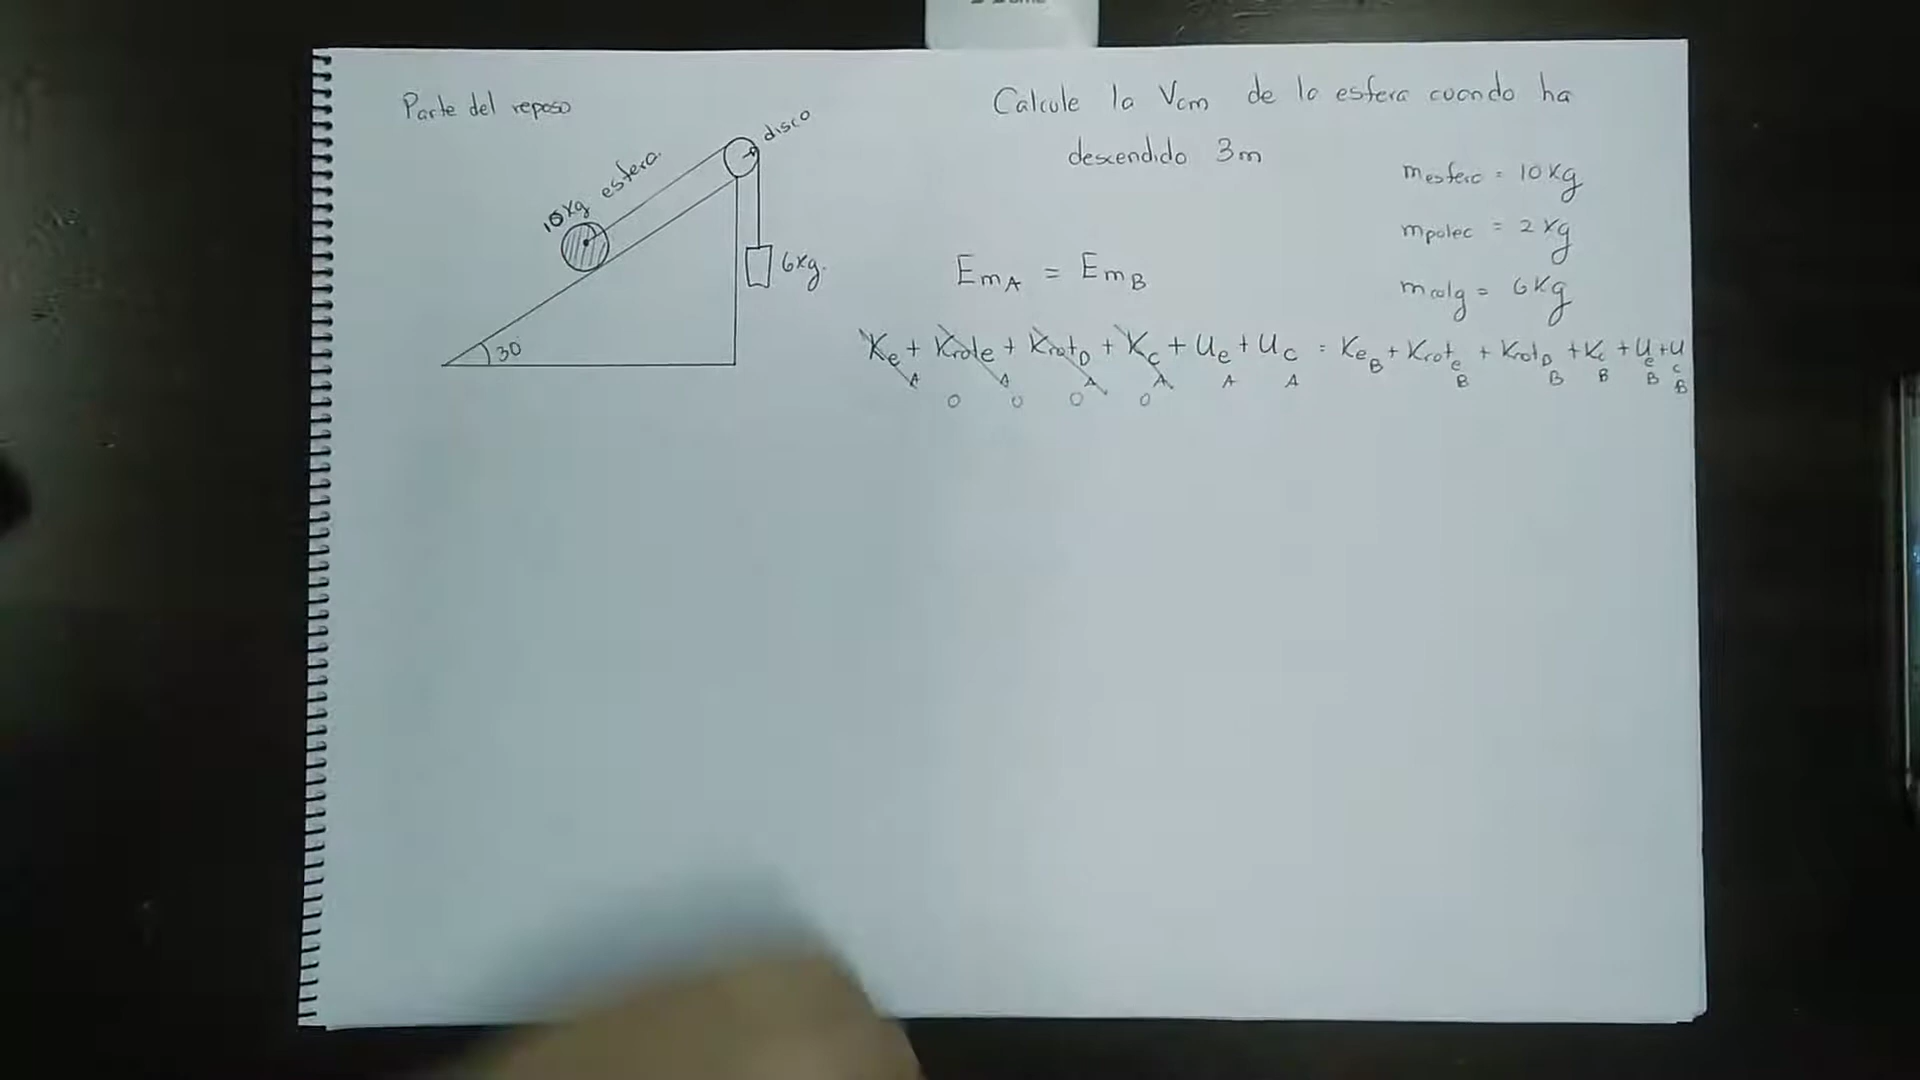 Parte del reposo
disco
10Kg esfera
6Kg.
30
Calcule la Vcm de la esfera cuando ha
descendido 3m
mesfera = 10Kg
mpolea = 2Kg
mcolg = 6Kg
EmA = EmB
KeA + KroteA + KrotDA + KcA + UeA + UcA = KeB + KroteB + KrotDB + KcB + UeB + UcB
0 0 0 0